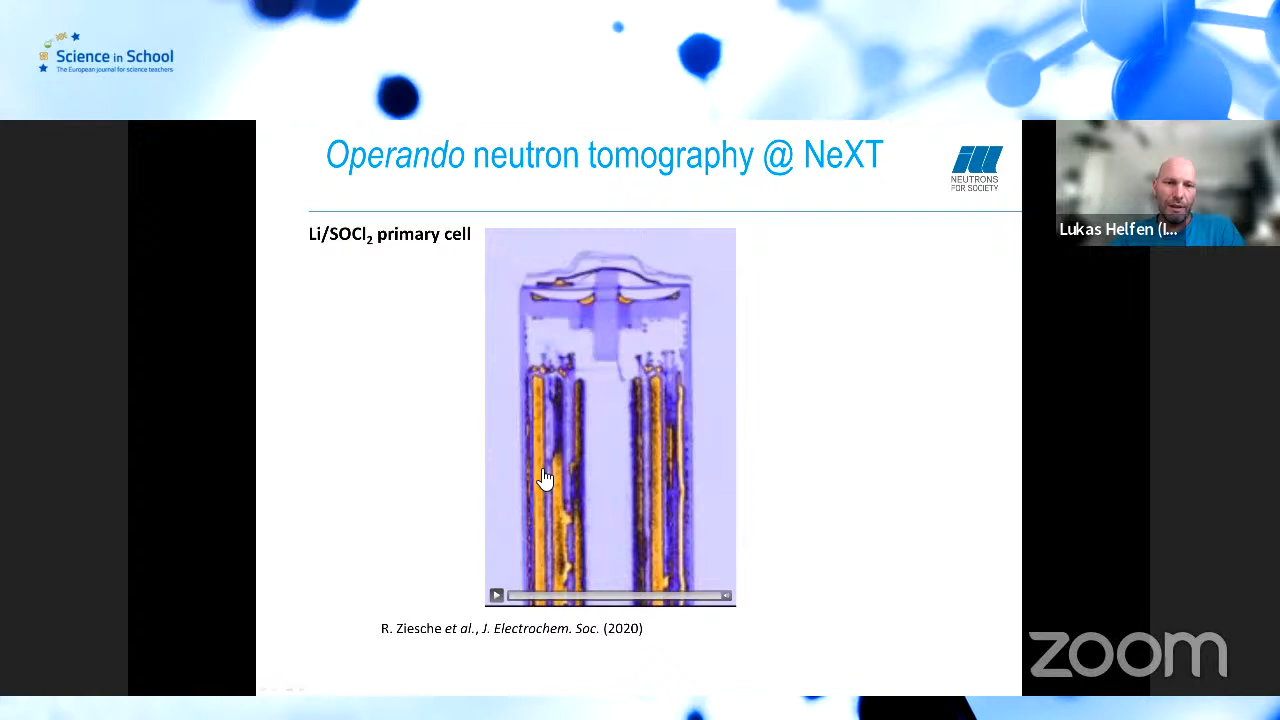 Science in School
The European journal for science teachers
Operando neutron tomography @ NeXT
ill
NEUTRONS
FOR SOCIETY
Li/SOCl₂ primary cell
Lukas Helfen (I...
R. Ziesche et al., J. Electrochem. Soc. (2020)
zoom